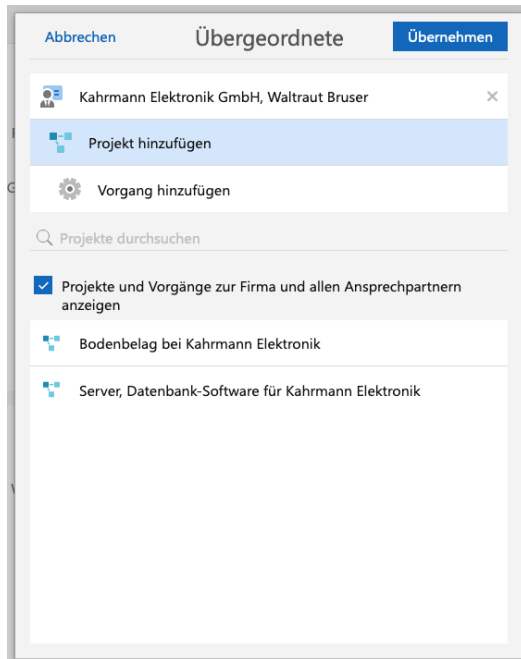 Abbrechen
Übergeordnete
Übernehmen
Kahrmann Elektronik GmbH, Waltraut Bruser
Projekt hinzufügen
Vorgang hinzufügen
Projekte durchsuchen
Projekte und Vorgänge zur Firma und allen Ansprechpartnern
anzeigen
Bodenbelag bei Kahrmann Elektronik
Server, Datenbank-Software für Kahrmann Elektronik